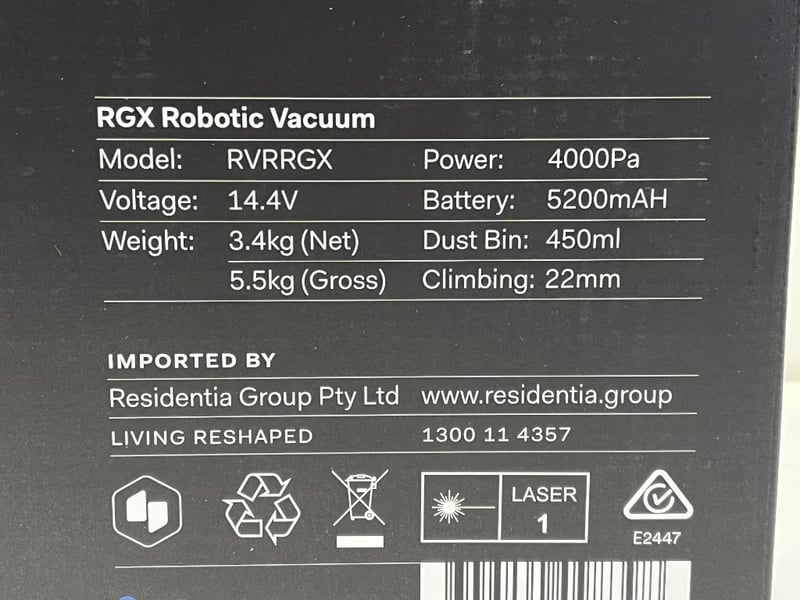 RGX Robotic Vacuum
Model: RVRRGX Power: 4000Pa
Voltage: 14.4V Battery: 5200mAH
Weight: 3.4kg (Net) Dust Bin: 450ml
5.5kg (Gross) Climbing: 22mm
IMPORTED BY
Residentia Group Pty Ltd www.residentia.group
LIVING RESHAPED 1300 11 4357
LASER
1
E2447